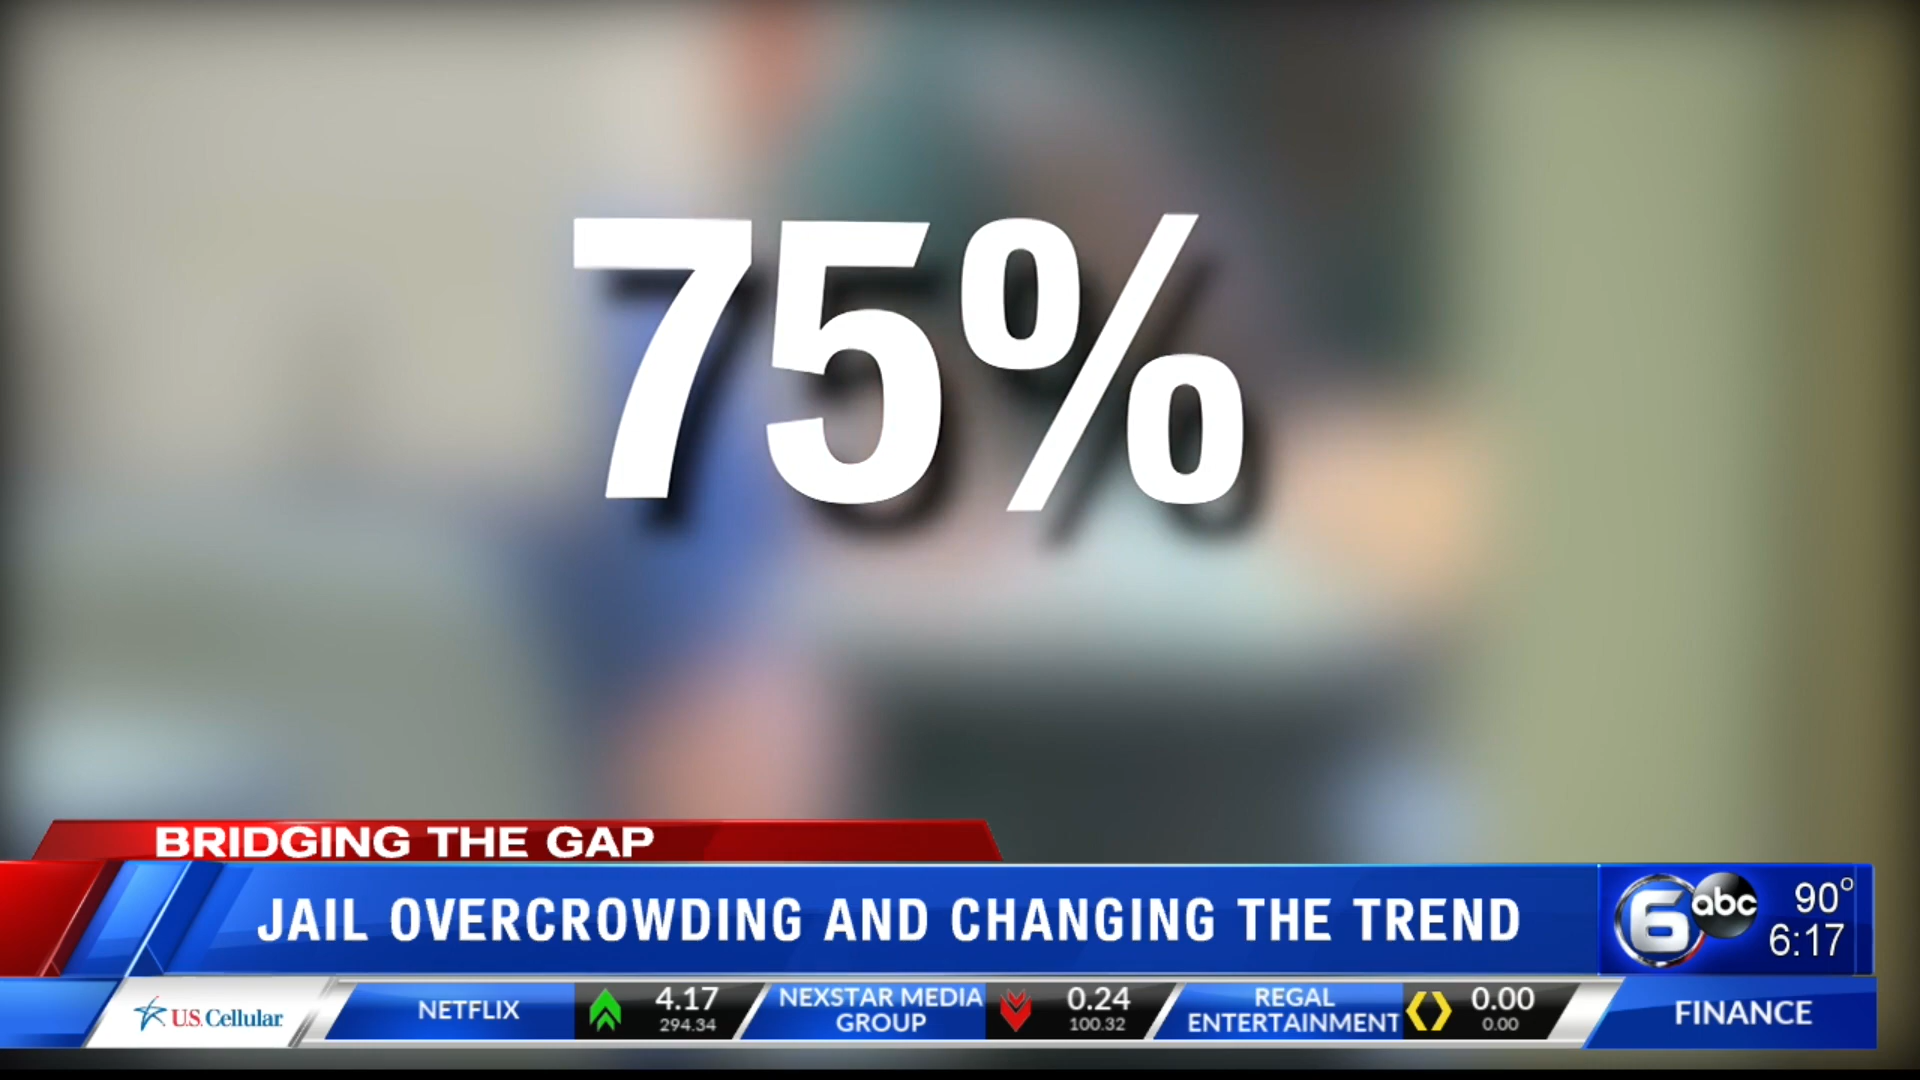 75%
BRIDGING THE GAP
JAIL OVERCROWDING AND CHANGING THE TREND
6 abc
90°
6:17
U.S. Cellular
NETFLIX
4.17
294.34
NEXSTAR MEDIA
GROUP
0.24
100.32
REGAL
ENTERTAINMENT
0.00
0.00
FINANCE